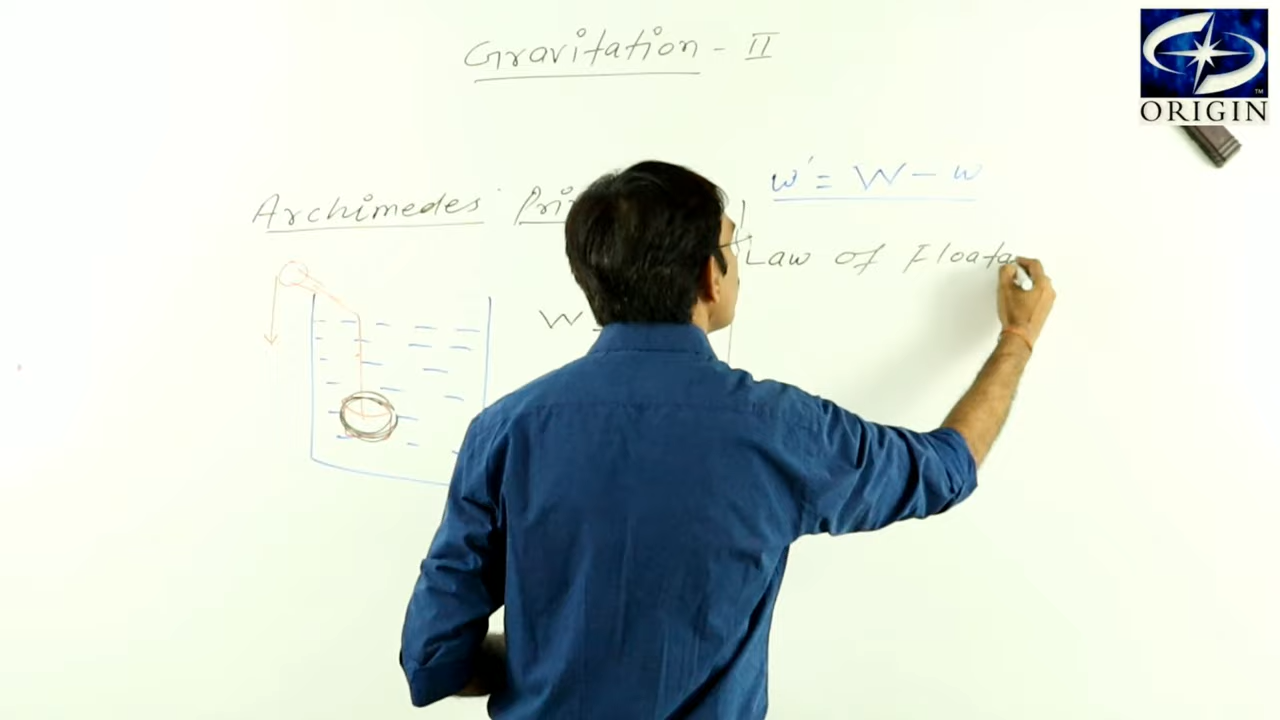 Gravitation - II
ORIGIN
Archimedes'
w' = W - w
Law of Floata
W